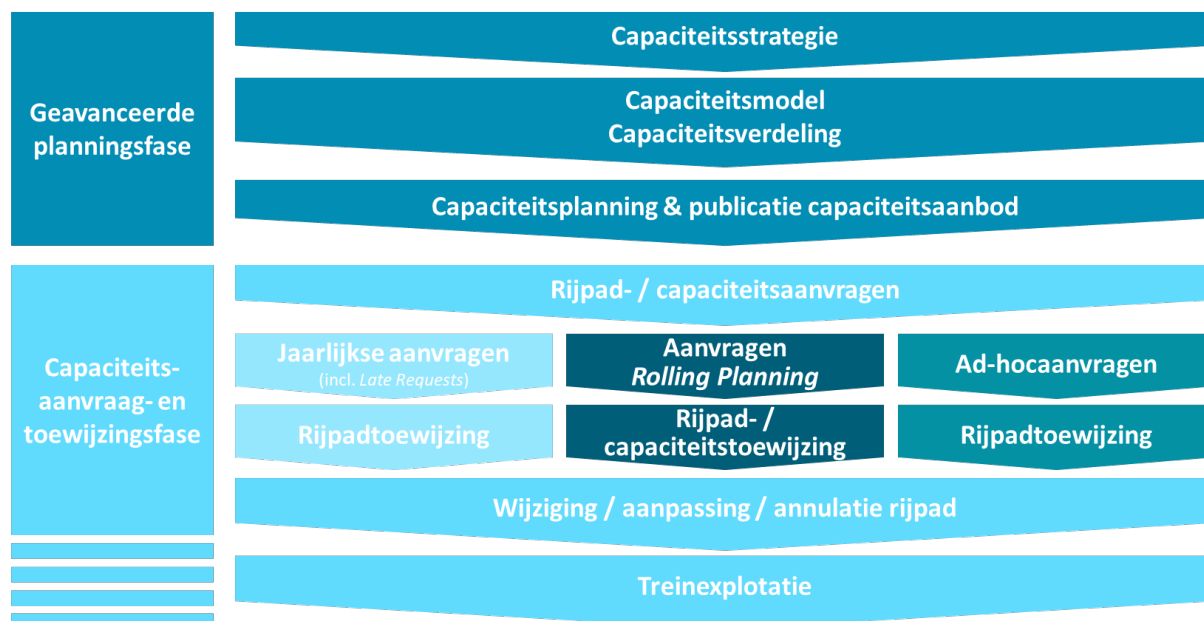 Geavanceerde
planningsfase
Capaciteitsstrategie
Capaciteitsmodel
Capaciteitsverdeling
Capaciteitsplanning & publicatie capaciteitsaanbod
Capaciteits-
aanvraag- en
toewijzingsfase
Rijpad- / capaciteitsaanvragen
Jaarlijkse aanvragen
(incl. Late Requests)
Aanvragen
Rolling Planning
Ad-hocaanvragen
Rijpadtoewijzing
Rijpad- /
capaciteitstoewijzing
Rijpadtoewijzing
Wijziging / aanpassing / annulatie rijpad
Treinexplotatie